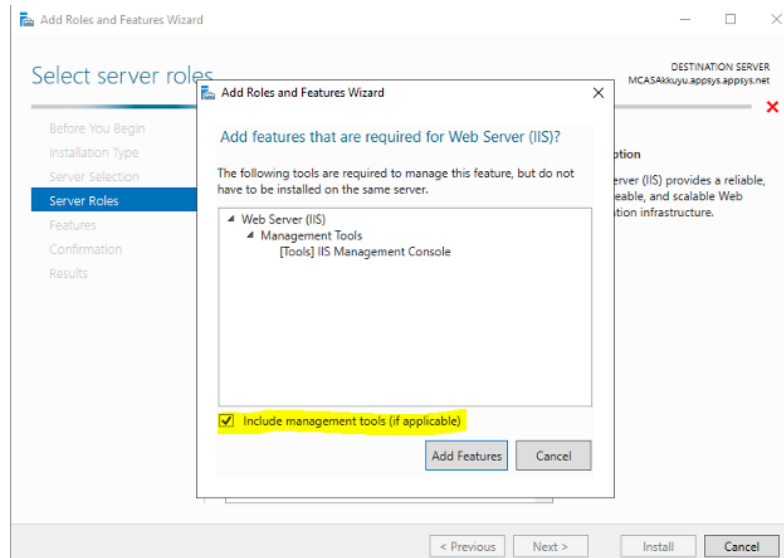 Add Roles and Features Wizard
Select server roles
DESTINATION SERVER
MCASAkkuyu.appsys.appsys.net
Before You Begin
Installation Type
Server Selection
Server Roles
Features
Confirmation
Results
Add Roles and Features Wizard
Add features that are required for Web Server (IIS)?
The following tools are required to manage this feature, but do not
have to be installed on the same server.
Web Server (IIS)
Management Tools
[Tools] IIS Management Console
Include management tools (if applicable)
Add Features
Cancel
ption
erver (IIS) provides a reliable,
eable, and scalable Web
tion infrastructure.
< Previous
Next >
Install
Cancel